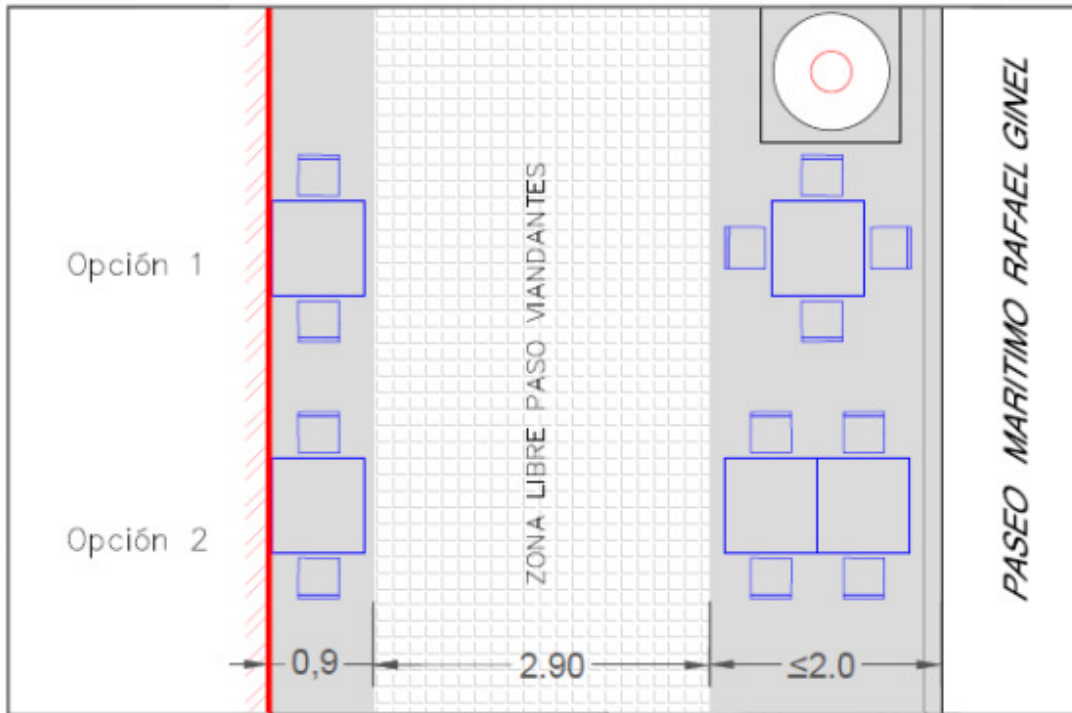 Opción 1
ZONA LIBRE PASO VIANDANTES
PASEO MARITIMO RAFAEL GINEL
Opción 2
0,9
2.90
≤2.0